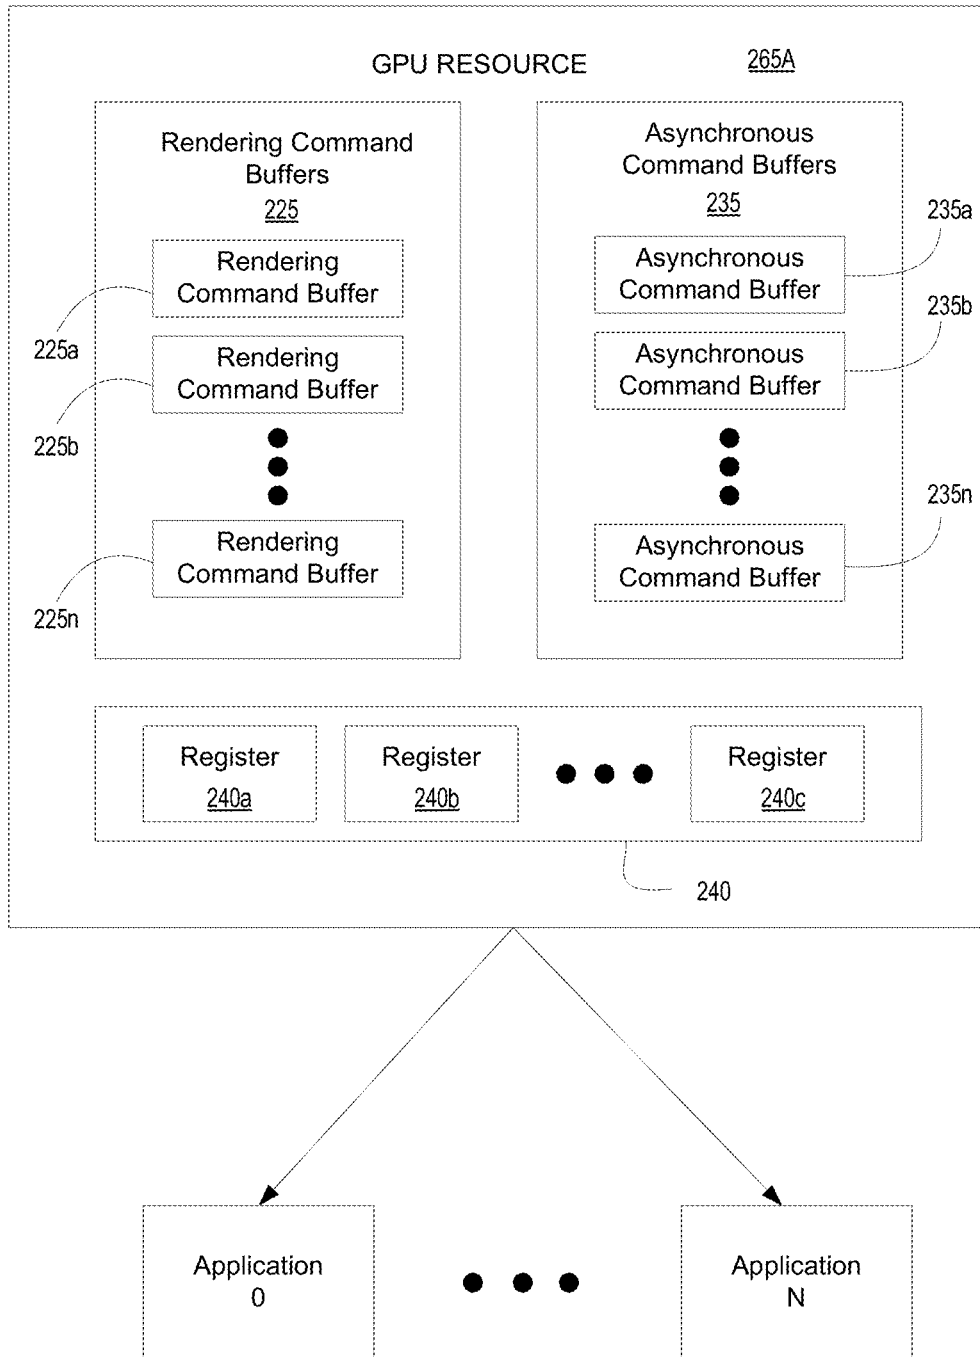 GPU RESOURCE 265A
Rendering Command
Buffers
225
Rendering
Command Buffer
225a
Rendering
Command Buffer
225b
Rendering
Command Buffer
225n
Asynchronous
Command Buffers
235
235a
Asynchronous
Command Buffer
235b
Asynchronous
Command Buffer
235n
Asynchronous
Command Buffer
Register
240a
Register
240b
Register
240c
240
Application
0
Application
N